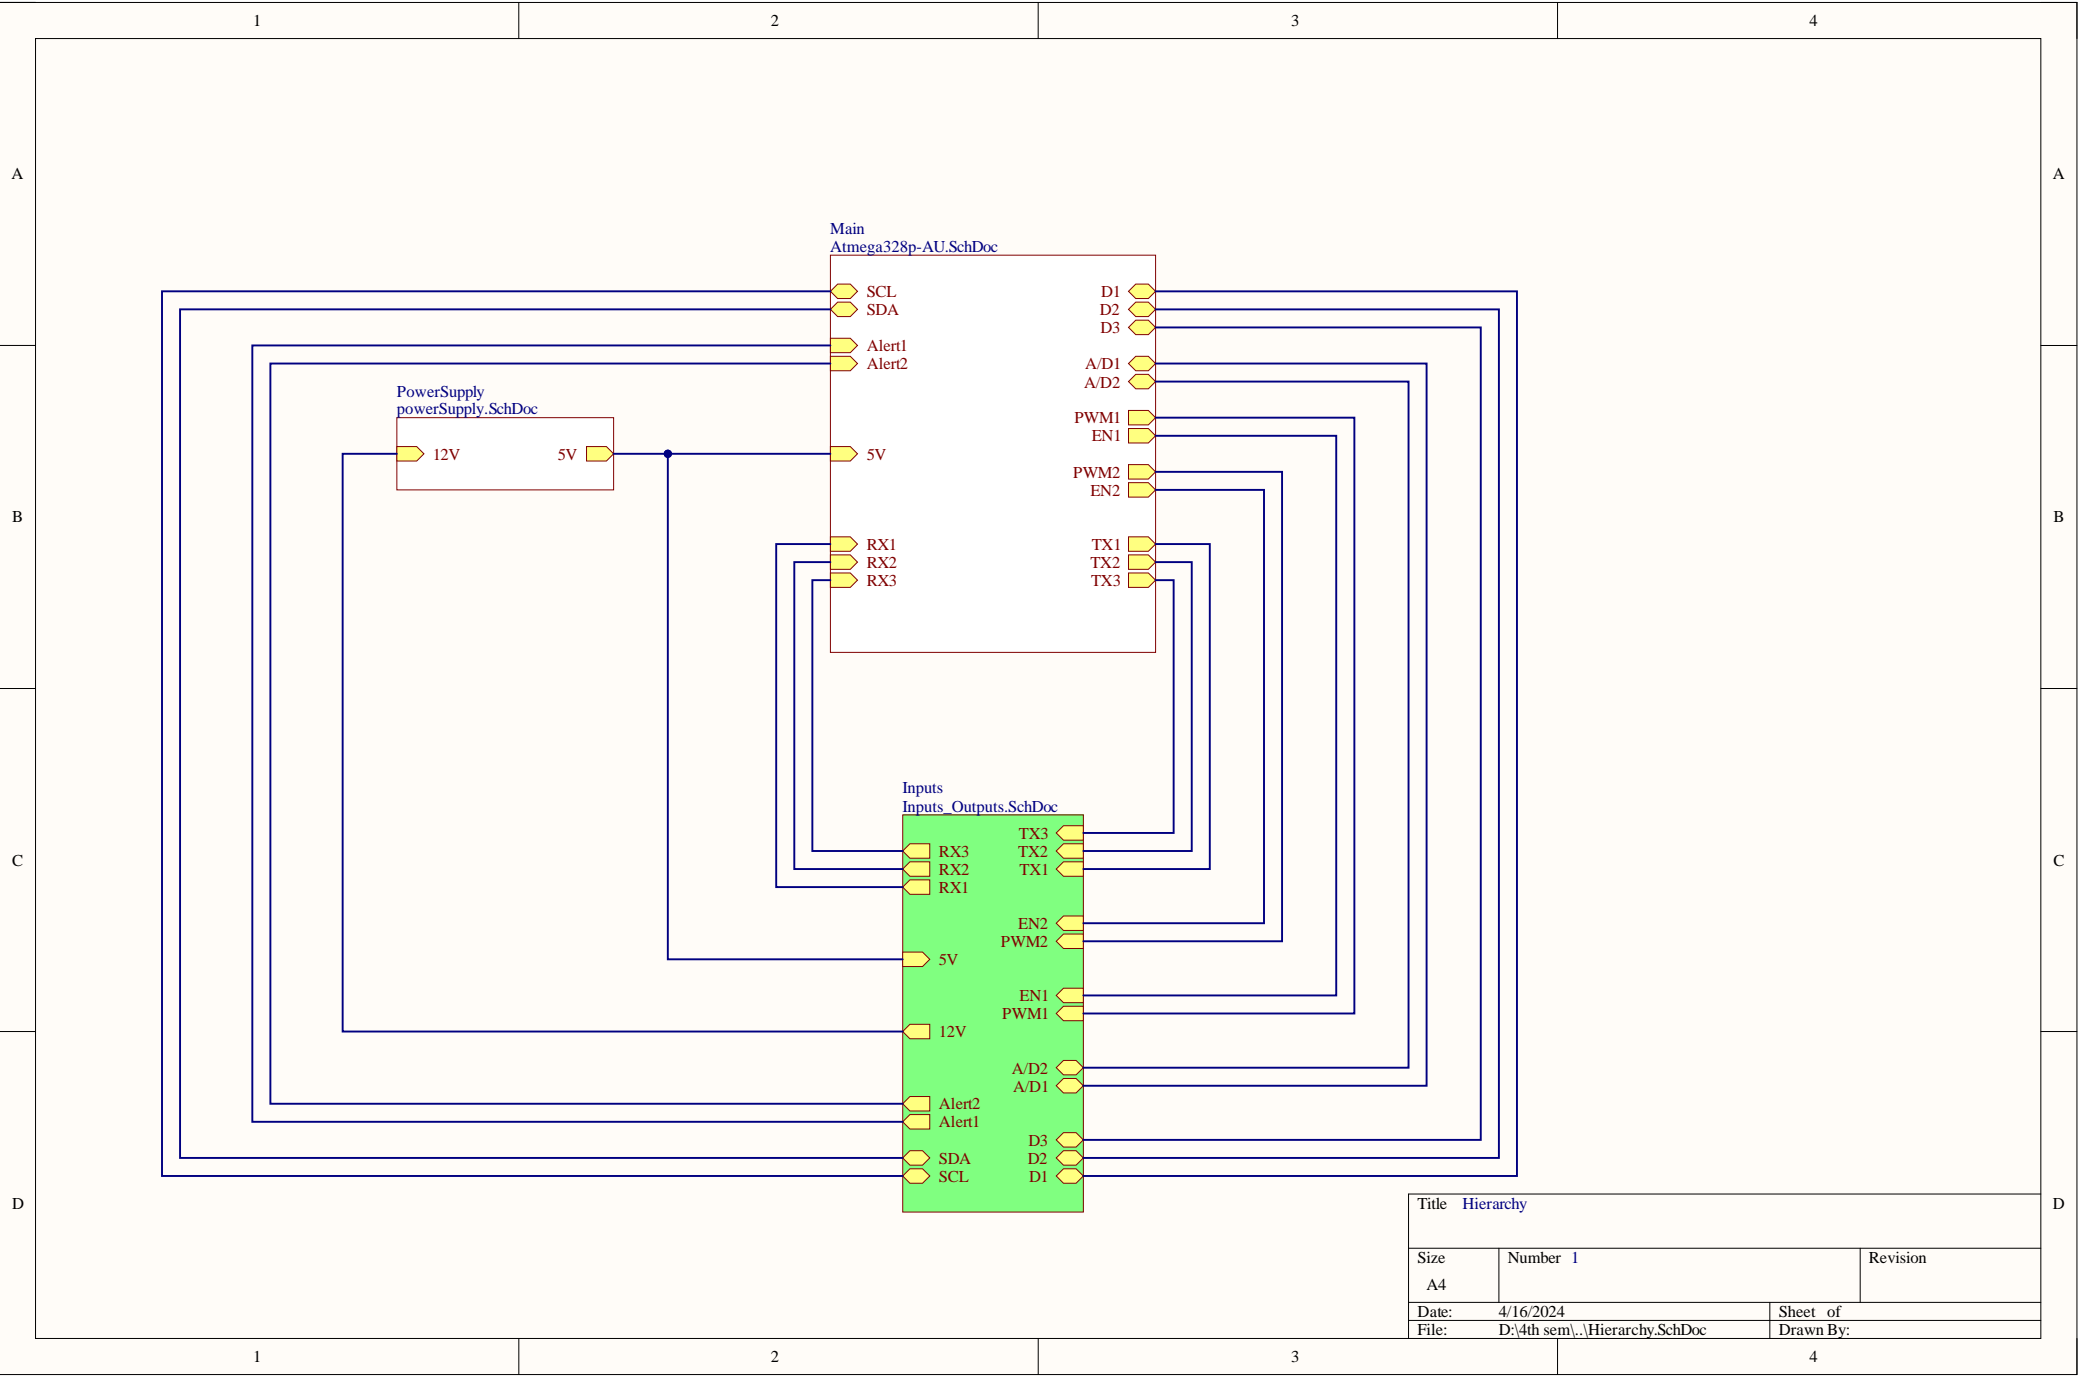 1 2 3 4
A A
Main
Atmega328p-AU.SchDoc
SCL D1
SDA D2
D3
Alert1
Alert2 A/D1
A/D2
PowerSupply
powerSupply.SchDoc
PWM1
EN1
12V 5V 5V
PWM2
EN2
B B
RX1 TX1
RX2 TX2
RX3 TX3
Inputs
Inputs_Outputs.SchDoc
TX3
RX3 TX2
RX2 TX1
RX1
C C
EN2
PWM2
5V
EN1
PWM1
12V
A/D2
A/D1
Alert2
Alert1
D3
SDA D2
SCL D1
D D
Title Hierarchy
Size Number 1 Revision
A4
Date: 4/16/2024 Sheet of
File: D:\4th sem\..\Hierarchy.SchDoc Drawn By:
1 2 3 4